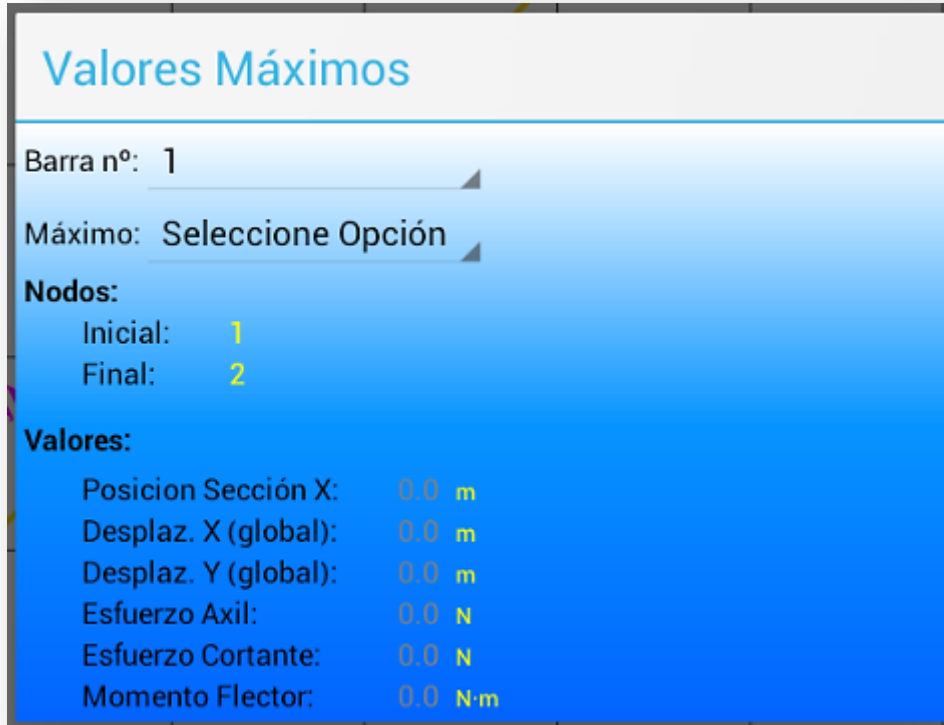 Valores Máximos
Barra nº: 1
Máximo: Seleccione Opción
Nodos:
Inicial: 1
Final: 2
Valores:
Posicion Sección X: 0.0 m
Desplaz. X (global): 0.0 m
Desplaz. Y (global): 0.0 m
Esfuerzo Axil: 0.0 N
Esfuerzo Cortante: 0.0 N
Momento Flector: 0.0 N·m